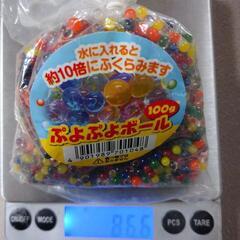 水に入れると
約10倍にふくらみます
100g
ぷよぷよボール
4901989701048
ON/OFF
MODE
86.6
PCS
TARE